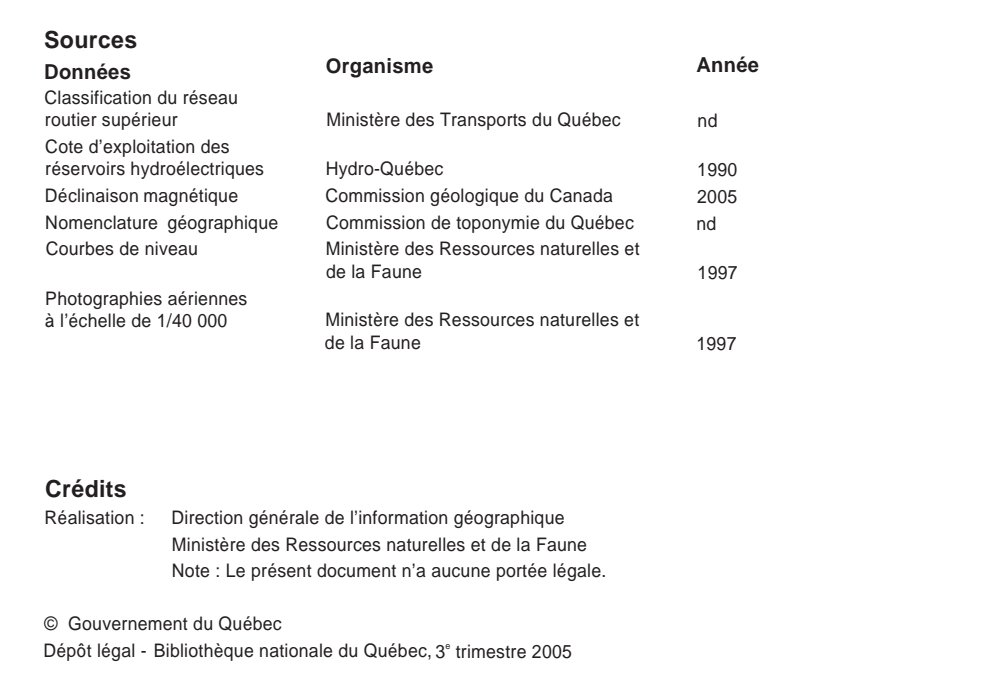 Sources
Données Organisme Année
Classification du réseau
routier supérieur Ministère des Transports du Québec nd
Cote d’exploitation des
réservoirs hydroélectriques Hydro-Québec 1990
Déclinaison magnétique Commission géologique du Canada 2005
Nomenclature géographique Commission de toponymie du Québec nd
Courbes de niveau Ministère des Ressources naturelles et
de la Faune 1997
Photographies aériennes
à l’échelle de 1/40 000 Ministère des Ressources naturelles et
de la Faune 1997
Crédits
Réalisation : Direction générale de l’information géographique
Ministère des Ressources naturelles et de la Faune
Note : Le présent document n’a aucune portée légale.
© Gouvernement du Québec
Dépôt légal - Bibliothèque nationale du Québec, 3e trimestre 2005